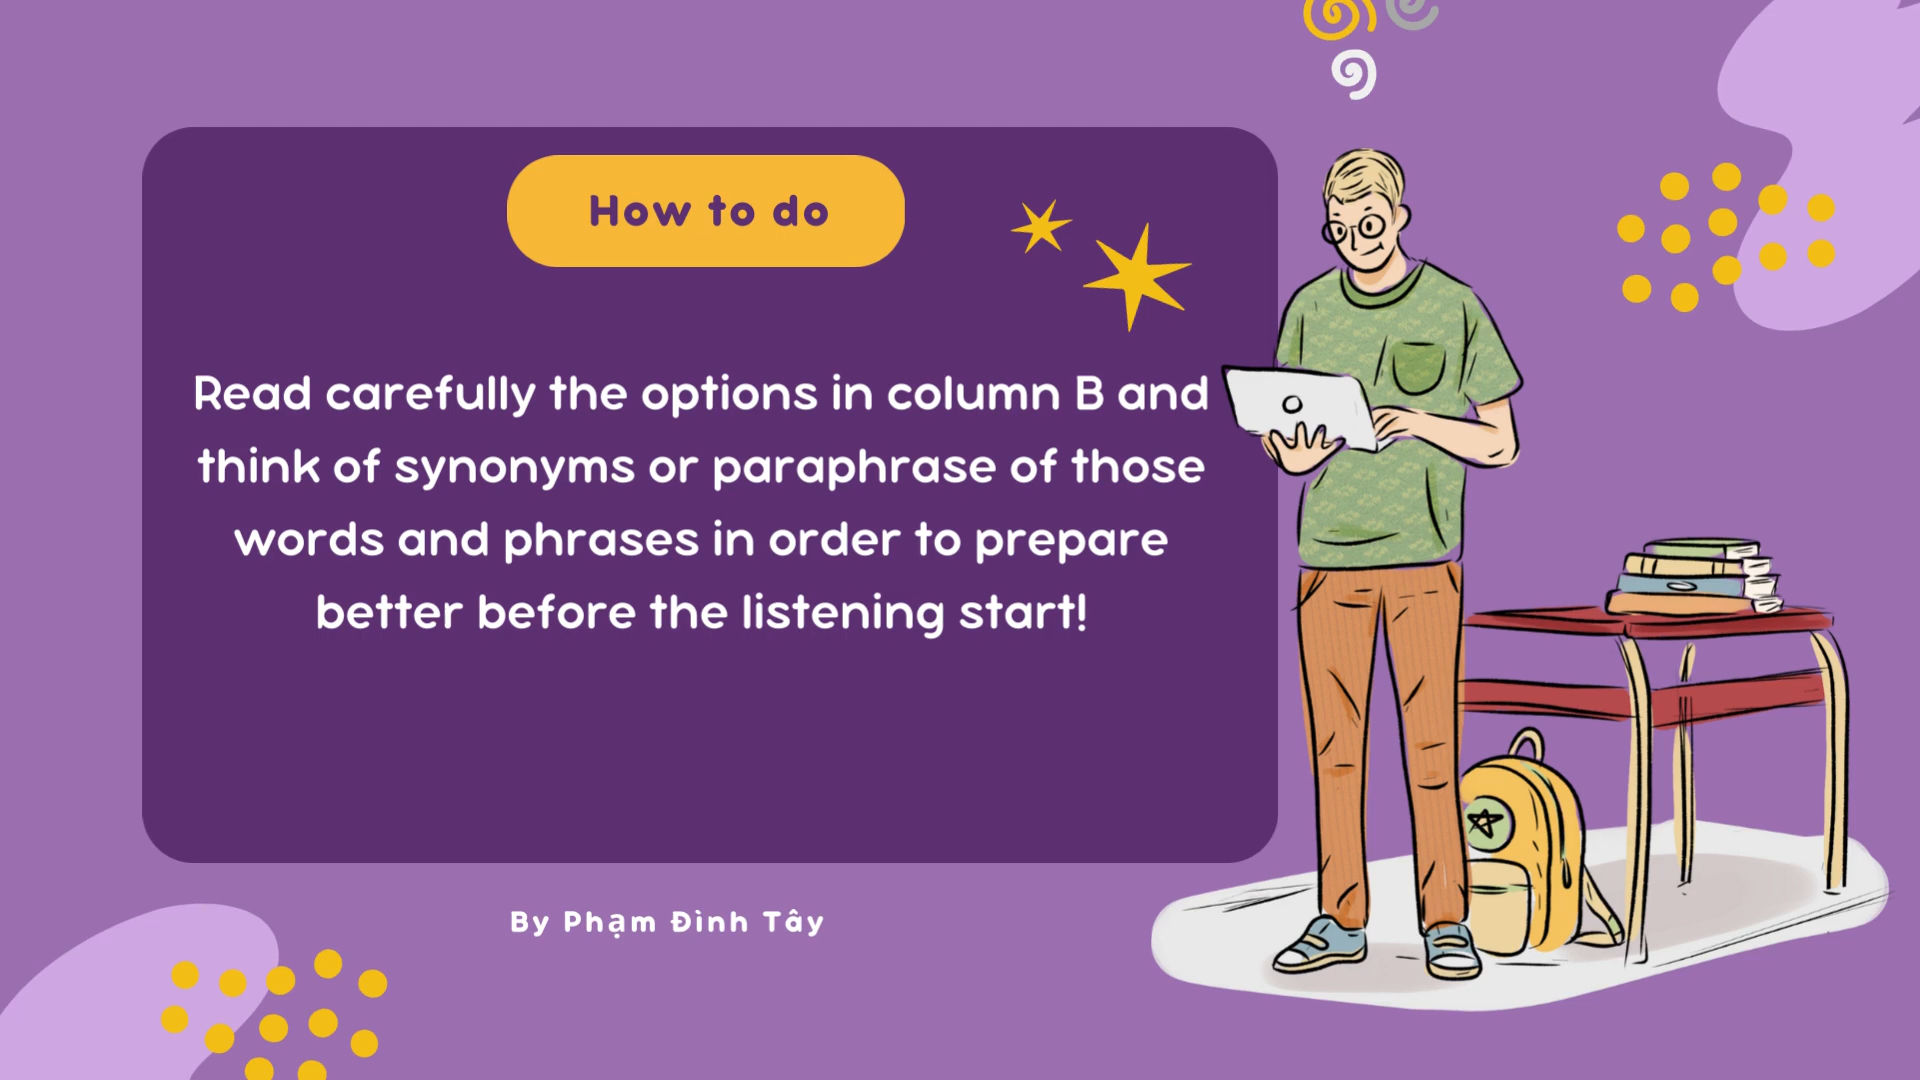 How to do
Read carefully the options in column B and
think of synonyms or paraphrase of those
words and phrases in order to prepare
better before the listening start!
By Phạm Đình Tây